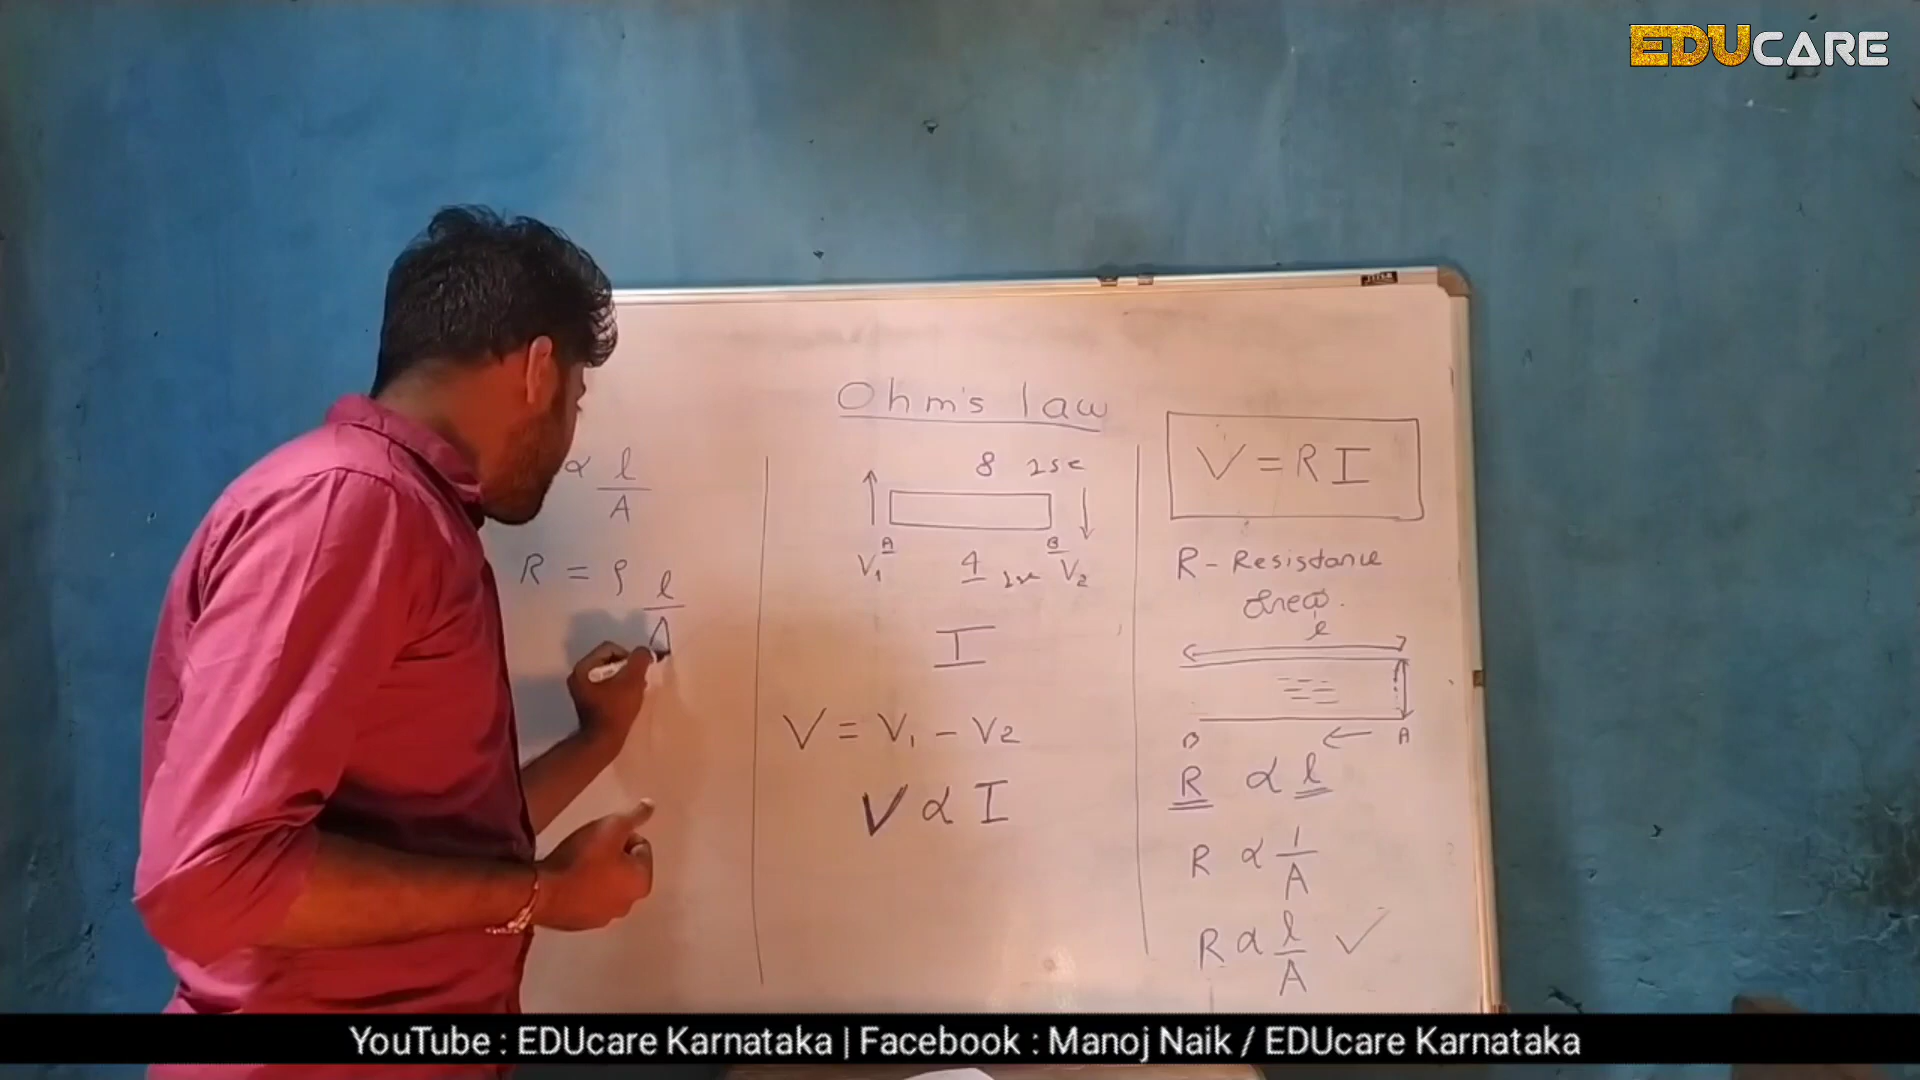 EDUCARE
Ohm's law
α l/A
R = ρ l/A
8 2se
A B
V1 4 V2
I
V = V1 - V2
V α I
V = R I
R - Resistance
l
B A
R α l
R α 1/A
R α l/A ✓
YouTube : EDUcare Karnataka | Facebook : Manoj Naik / EDUcare Karnataka